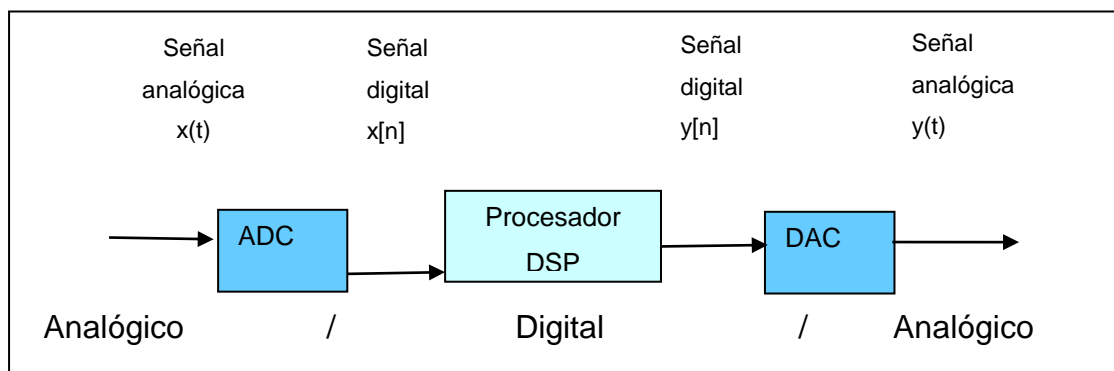 Señal
analógica
x(t)
Señal
digital
x[n]
Señal
digital
y[n]
Señal
analógica
y(t)
ADC
Procesador
DSP
DAC
Analógico / Digital / Analógico